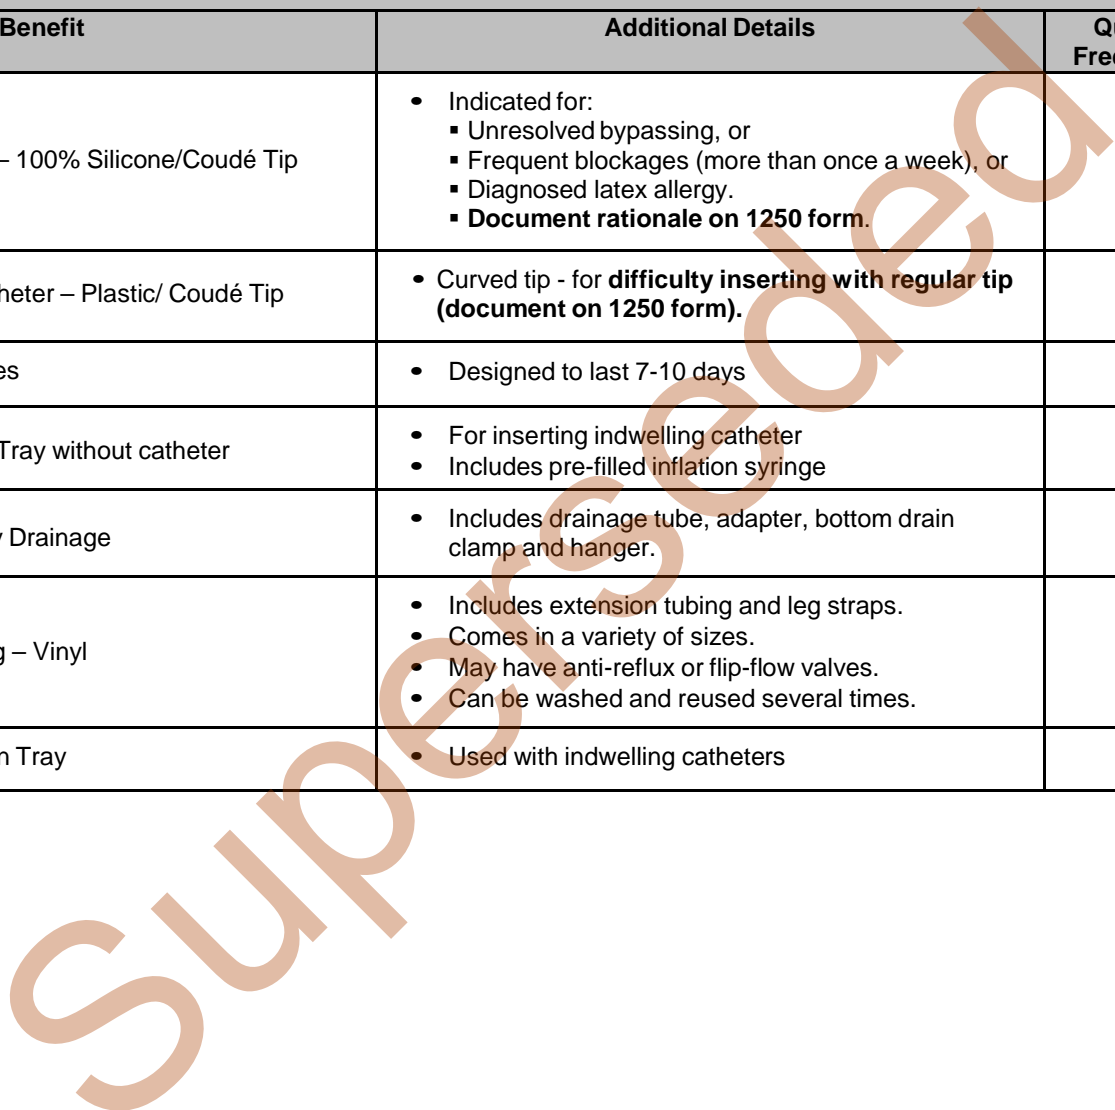 Benefit
Additional Details
– 100% Silicone/Coudé Tip
• Indicated for:
▪ Unresolved bypassing, or
▪ Frequent blockages (more than once a week), or
▪ Diagnosed latex allergy.
▪ Document rationale on 1250 form.
Plastic/ Coudé Tip
• Curved tip - for difficulty inserting with regular tip
(document on 1250 form).
• Designed to last 7-10 days
Tray without catheter
• For inserting indwelling catheter
• Includes pre-filled inflation syringe
Drainage
• Includes drainage tube, adapter, bottom drain
clamp and hanger.
– Vinyl
• Includes extension tubing and leg straps.
• Comes in a variety of sizes.
• May have anti-reflux or flip-flow valves.
• Can be washed and reused several times.
Tray
• Used with indwelling catheters
Superseded